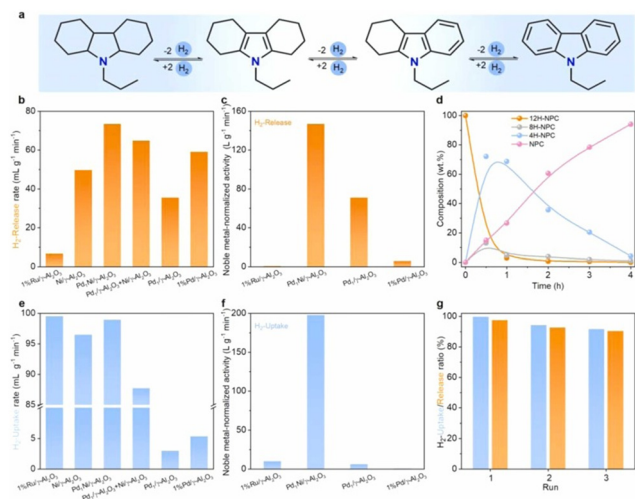 a
-2 H₂
+2 H₂
-2 H₂
+2 H₂
-2 H₂
+2 H₂
N
N
N
N
b
H₂-Release rate (mL g⁻¹ min⁻¹)
80
60
40
20
0
1%Ru/γ-Al₂O₃
Ni/γ-Al₂O₃
Pd₁Ni/γ-Al₂O₃
Pd₁/γ-Al₂O₃+Ni/γ-Al₂O₃
Pd₁/γ-Al₂O₃
1%Pd/γ-Al₂O₃
c
H₂-Release
Noble metal-normalized activity (L g⁻¹ min⁻¹)
180
147
98
49
0
1%Ru/γ-Al₂O₃
Pd₁Ni/γ-Al₂O₃
Pd₁/γ-Al₂O₃
1%Pd/γ-Al₂O₃
d
12H-NPC
8H-NPC
4H-NPC
NPC
Composition (wt.%)
100
80
60
40
20
0
0 1 2 3 4
Time (h)
e
H₂-Uptake rate (mL g⁻¹ min⁻¹)
100
95
90
85
5
0
1%Ru/γ-Al₂O₃
Ni/γ-Al₂O₃
Pd₁Ni/γ-Al₂O₃
Pd₁/γ-Al₂O₃+Ni/γ-Al₂O₃
Pd₁/γ-Al₂O₃
1%Pd/γ-Al₂O₃
f
H₂-Uptake
Noble metal-normalized activity (L g⁻¹ min⁻¹)
200
150
100
50
0
1%Ru/γ-Al₂O₃
Pd₁Ni/γ-Al₂O₃
Pd₁/γ-Al₂O₃
1%Pd/γ-Al₂O₃
g
H₂-Uptake/Release ratio (%)
100
80
60
40
20
0
1 2 3
Run